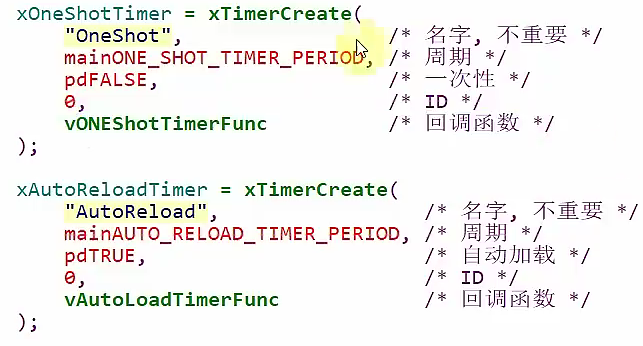 xOneShotTimer = xTimerCreate(
"OneShot", /* 名字, 不重要 */
mainONE_SHOT_TIMER_PERIOD, /* 周期 */
pdFALSE, /* 一次性 */
0, /* ID */
vONEShotTimerFunc /* 回调函数 */
);
xAutoReloadTimer = xTimerCreate(
"AutoReload", /* 名字, 不重要 */
mainAUTO_RELOAD_TIMER_PERIOD, /* 周期 */
pdTRUE, /* 自动加载 */
0, /* ID */
vAutoLoadTimerFunc /* 回调函数 */
);